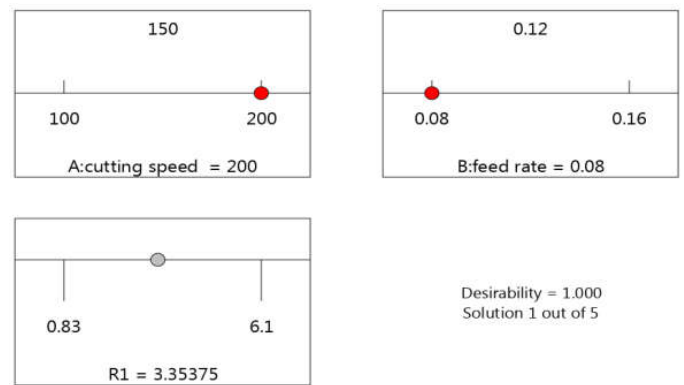 150
100 200
A:cutting speed = 200
0.12
0.08 0.16
B:feed rate = 0.08
0.83 6.1
R1 = 3.35375
Desirability = 1.000
Solution 1 out of 5